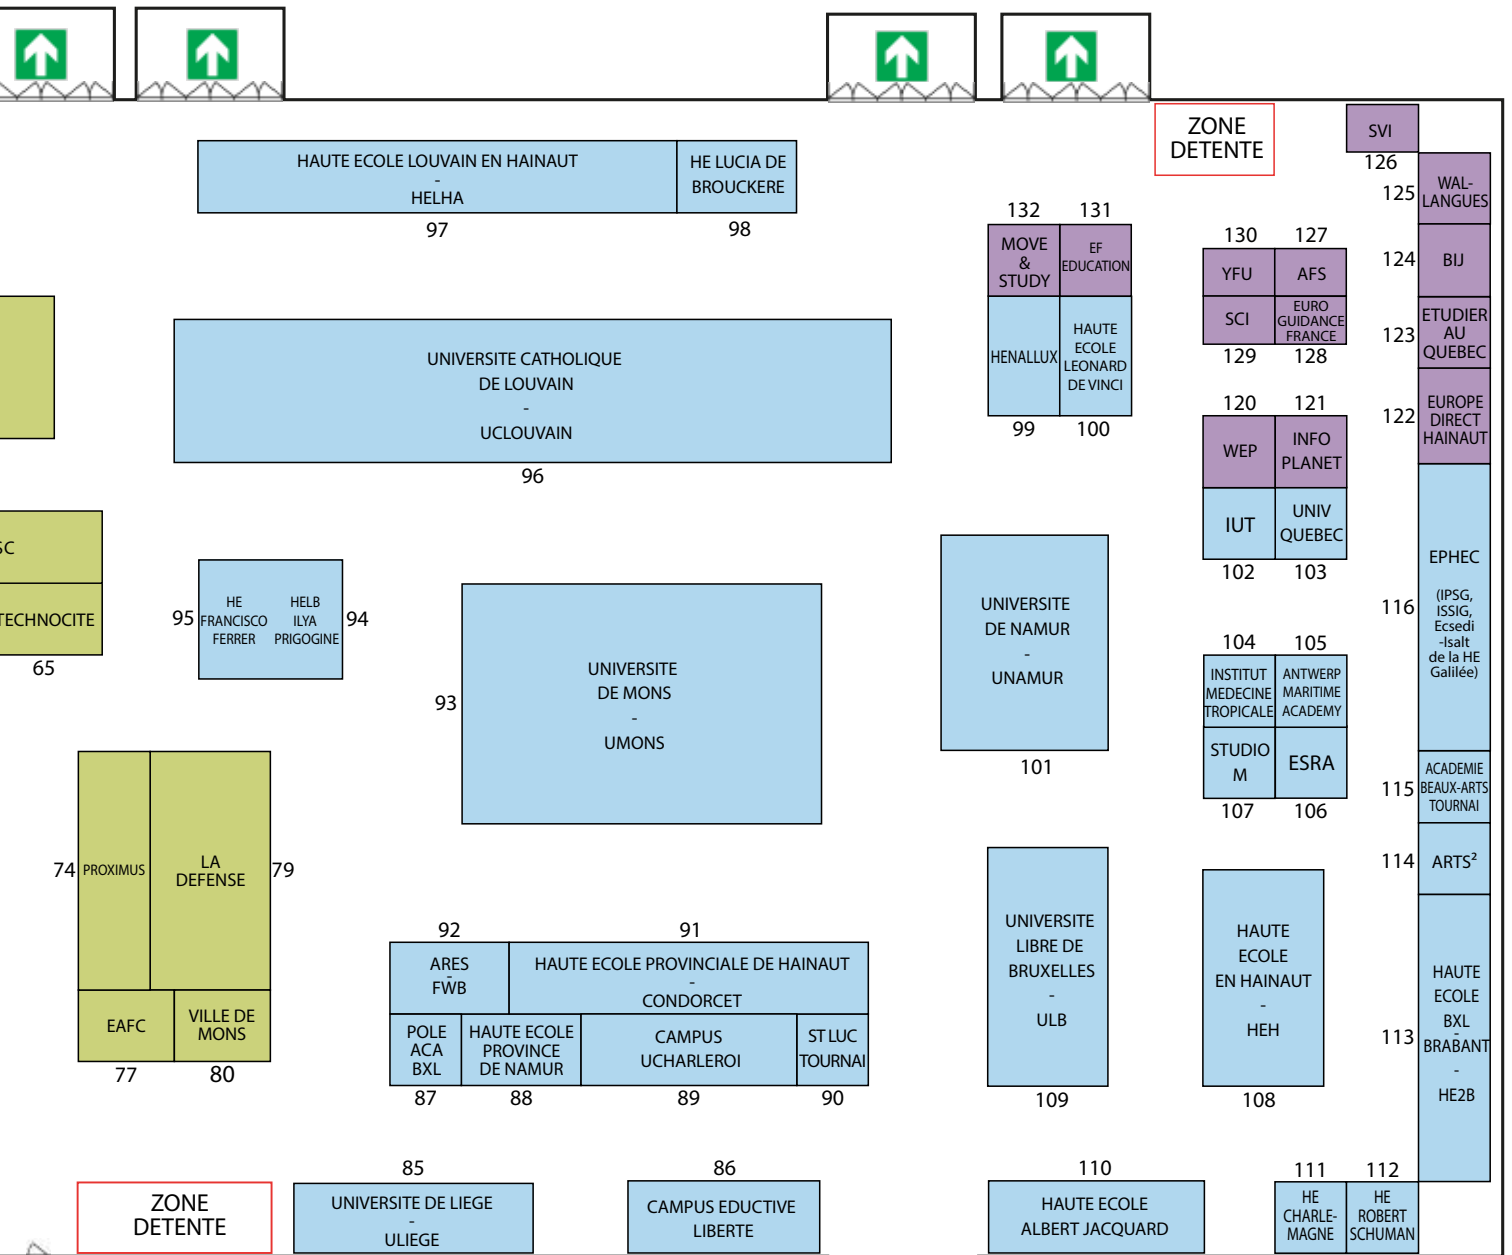 ZONE
DETENTE
SVI
126
HAUTE ECOLE LOUVAIN EN HAINAUT
-
HELHA
97
HE LUCIA DE
BROUCKERE
98
125
WAL-
LANGUES
132
131
MOVE
&
STUDY
EF
EDUCATION
HENALLUX
HAUTE
ECOLE
LEONARD
DE VINCI
99
100
130
127
YFU
AFS
SCI
EURO
GUIDANCE
FRANCE
129
128
124
BIJ
123
ETUDIER
AU
QUEBEC
122
EUROPE
DIRECT
HAINAUT
UNIVERSITE CATHOLIQUE
DE LOUVAIN
-
UCLOUVAIN
96
120
121
WEP
INFO
PLANET
IUT
UNIV
QUEBEC
102
103
SC
TECHNOCITE
65
95
HE
FRANCISCO
FERRER
HELB
ILYA
PRIGOGINE
94
93
UNIVERSITE
DE MONS
-
UMONS
UNIVERSITE
DE NAMUR
-
UNAMUR
101
116
EPHEC
(IPSG,
ISSIG,
Ecsedi
-Isalt
de la HE
Galilée)
104
105
INSTITUT
MEDECINE
TROPICALE
ANTWERP
MARITIME
ACADEMY
STUDIO
M
ESRA
107
106
115
ACADEMIE
BEAUX-ARTS
TOURNAI
114
ARTS²
74
PROXIMUS
LA
DEFENSE
79
EAFC
VILLE DE
MONS
77
80
92
91
ARES
-
FWB
HAUTE ECOLE PROVINCIALE DE HAINAUT
-
CONDORCET
POLE
ACA
BXL
HAUTE ECOLE
PROVINCE
DE NAMUR
CAMPUS
UCHARLEROI
ST LUC
TOURNAI
87
88
89
90
UNIVERSITE
LIBRE DE
BRUXELLES
-
ULB
109
HAUTE
ECOLE
EN HAINAUT
-
HEH
108
113
HAUTE
ECOLE
BXL
-
BRABANT
-
HE2B
ZONE
DETENTE
85
UNIVERSITE DE LIEGE
-
ULIEGE
86
CAMPUS EDUCTIVE
LIBERTE
110
HAUTE ECOLE
ALBERT JACQUARD
111
112
HE
CHARLE-
MAGNE
HE
ROBERT
SCHUMAN